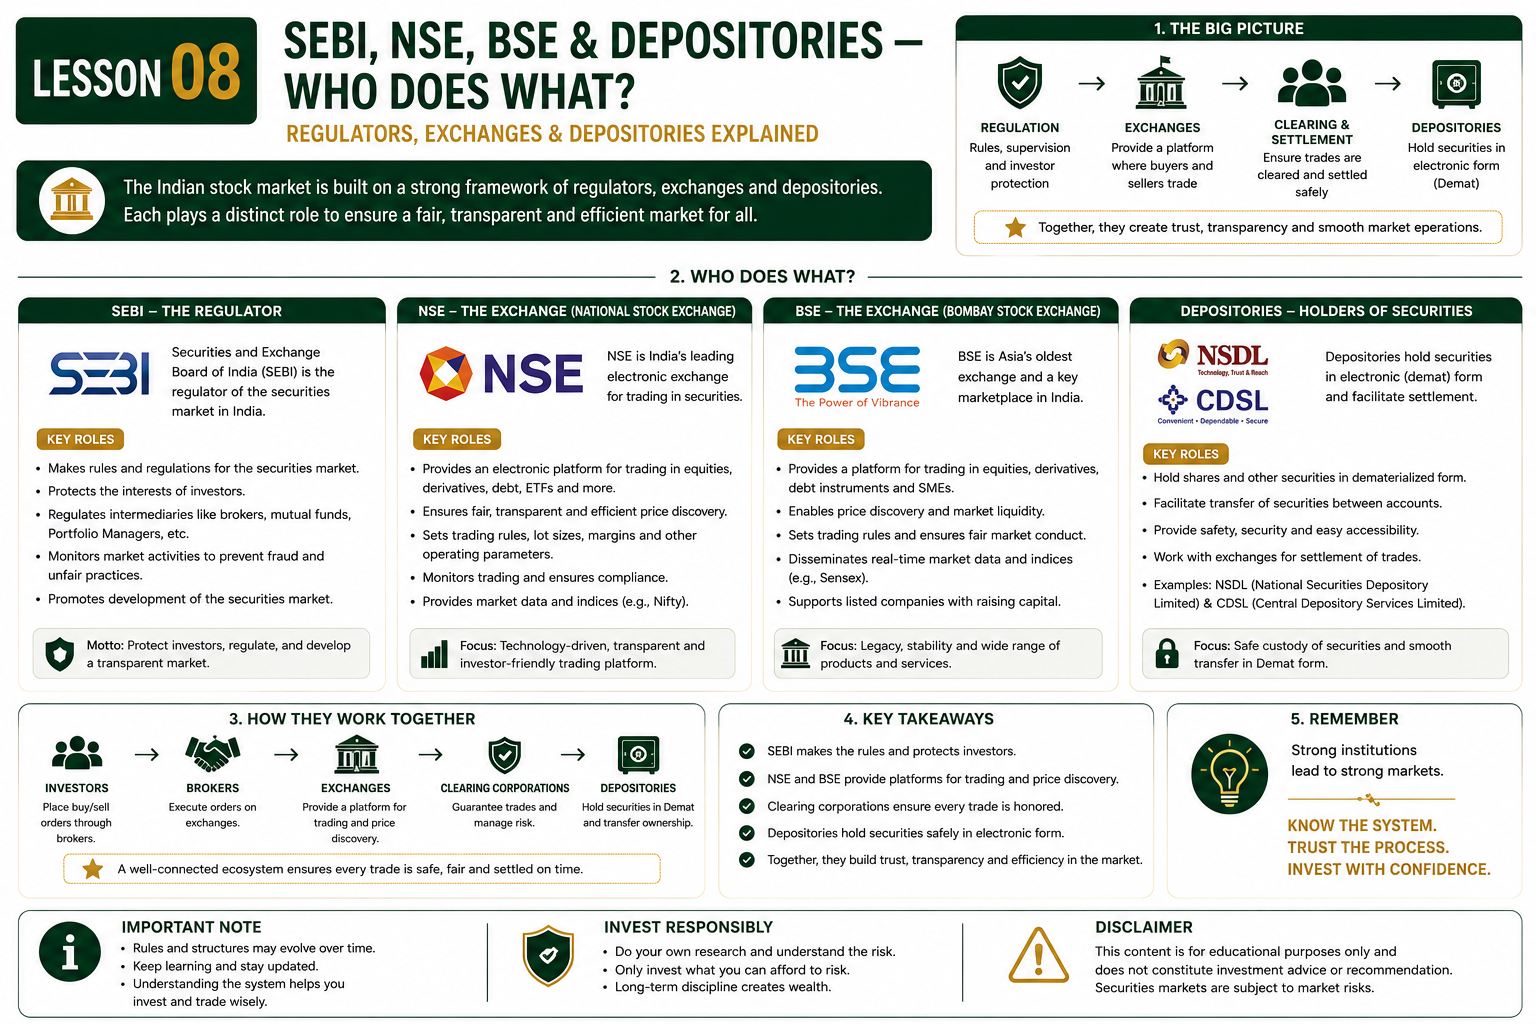 LESSON 08
SEBI, NSE, BSE & DEPOSITORIES –
WHO DOES WHAT?
REGULATORS, EXCHANGES & DEPOSITORIES EXPLAINED
The Indian stock market is built on a strong framework of regulators, exchanges and depositories.
Each plays a distinct role to ensure a fair, transparent and efficient market for all.
1. THE BIG PICTURE
REGULATION
Rules, supervision
and investor
protection
EXCHANGES
Provide a platform
where buyers and
sellers trade
CLEARING &
SETTLEMENT
Ensure trades are
cleared and settled
safely
DEPOSITORIES
Hold securities in
electronic form
(Demat)
Together, they create trust, transparency and smooth market eperations.
2. WHO DOES WHAT?
SEBI – THE REGULATOR
SEBI
Securities and Exchange
Board of India (SEBI) is the
regulator of the securities
market in India.
KEY ROLES
• Makes rules and regulations for the securities market.
• Protects the interests of investors.
• Regulates intermediaries like brokers, mutual funds,
Portfolio Managers, etc.
• Monitors market activities to prevent fraud and
unfair practices.
• Promotes development of the securities market.
Motto: Protect investors, regulate, and develop
a transparent market.
NSE – THE EXCHANGE (NATIONAL STOCK EXCHANGE)
NSE
NSE is India's leading
electronic exchange
for trading in securities.
KEY ROLES
• Provides an electronic platform for trading in equities,
derivatives, debt, ETFs and more.
• Ensures fair, transparent and efficient price discovery.
• Sets trading rules, lot sizes, margins and other
operating parameters.
• Monitors trading and ensures compliance.
• Provides market data and indices (e.g., Nifty).
Focus: Technology-driven, transparent and
investor-friendly trading platform.
BSE – THE EXCHANGE (BOMBAY STOCK EXCHANGE)
BSE
The Power of Vibrance
BSE is Asia's oldest
exchange and a key
marketplace in India.
KEY ROLES
• Provides a platform for trading in equities, derivatives,
debt instruments and SMEs.
• Enables price discovery and market liquidity.
• Sets trading rules and ensures fair market conduct.
• Disseminates real-time market data and indices
(e.g., Sensex).
• Supports listed companies with raising capital.
Focus: Legacy, stability and wide range of
products and services.
DEPOSITORIES – HOLDERS OF SECURITIES
NSDL
Technology, Trust & Reach
CDSL
Convenient • Dependable • Secure
Depositories hold securities
in electronic (demat) form
and facilitate settlement.
KEY ROLES
• Hold shares and other securities in dematerialized form.
• Facilitate transfer of securities between accounts.
• Provide safety, security and easy accessibility.
• Work with exchanges for settlement of trades.
• Examples: NSDL (National Securities Depository
Limited) & CDSL (Central Depository Services Limited).
Focus: Safe custody of securities and smooth
transfer in Demat form.
3. HOW THEY WORK TOGETHER
INVESTORS
Place buy/sell
orders through
brokers.
BROKERS
Execute orders on
exchanges.
EXCHANGES
Provide a platform for
trading and price
discovery.
CLEARING CORPORATIONS
Guarantee trades and
manage risk.
DEPOSITORIES
Hold securities in Demat
and transfer ownership.
A well-connected ecosystem ensures every trade is safe, fair and settled on time.
4. KEY TAKEAWAYS
SEBI makes the rules and protects investors.
NSE and BSE provide platforms for trading and price discovery.
Clearing corporations ensure every trade is honored.
Depositories hold securities safely in electronic form.
Together, they build trust, transparency and efficiency in the market.
5. REMEMBER
Strong institutions
lead to strong markets.
KNOW THE SYSTEM.
TRUST THE PROCESS.
INVEST WITH CONFIDENCE.
IMPORTANT NOTE
• Rules and structures may evolve over time.
• Keep learning and stay updated.
• Understanding the system helps you
invest and trade wisely.
INVEST RESPONSIBLY
• Do your own research and understand the risk.
• Only invest what you can afford to risk.
• Long-term discipline creates wealth.
DISCLAIMER
This content is for educational purposes only and
does not constitute investment advice or recommendation.
Securities markets are subject to market risks.